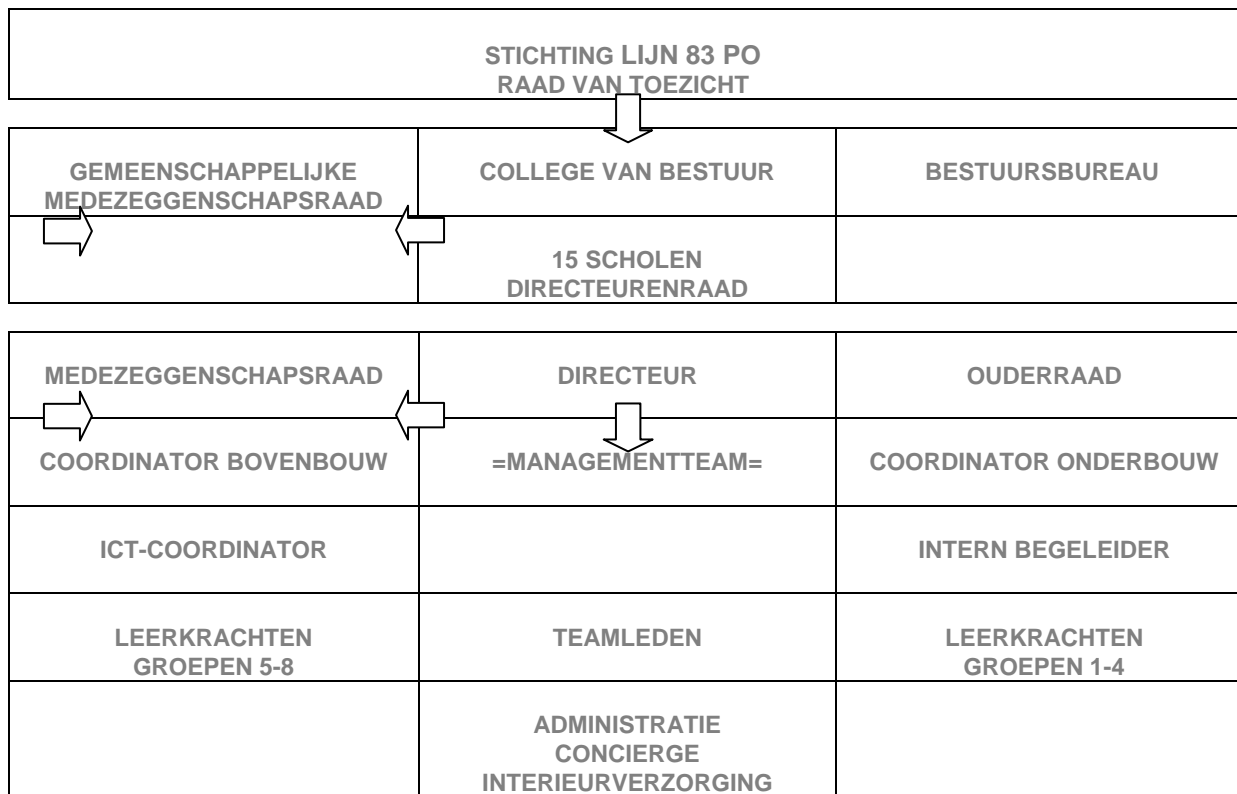 STICHTING LIJN 83 PO
RAAD VAN TOEZICHT
GEMEENSCHAPPELIJKE
MEDEZEGGENSCHAPSRAAD
COLLEGE VAN BESTUUR
BESTUURSBUREAU
15 SCHOLEN
DIRECTEURENRAAD
MEDEZEGGENSCHAPSRAAD
DIRECTEUR
OUDERRAAD
COORDINATOR BOVENBOUW
=MANAGEMENTTEAM=
COORDINATOR ONDERBOUW
ICT-COORDINATOR
INTERN BEGELEIDER
LEERKRACHTEN
GROEPEN 5-8
TEAMLEDEN
LEERKRACHTEN
GROEPEN 1-4
ADMINISTRATIE
CONCIERGE
INTERIEURVERZORGING